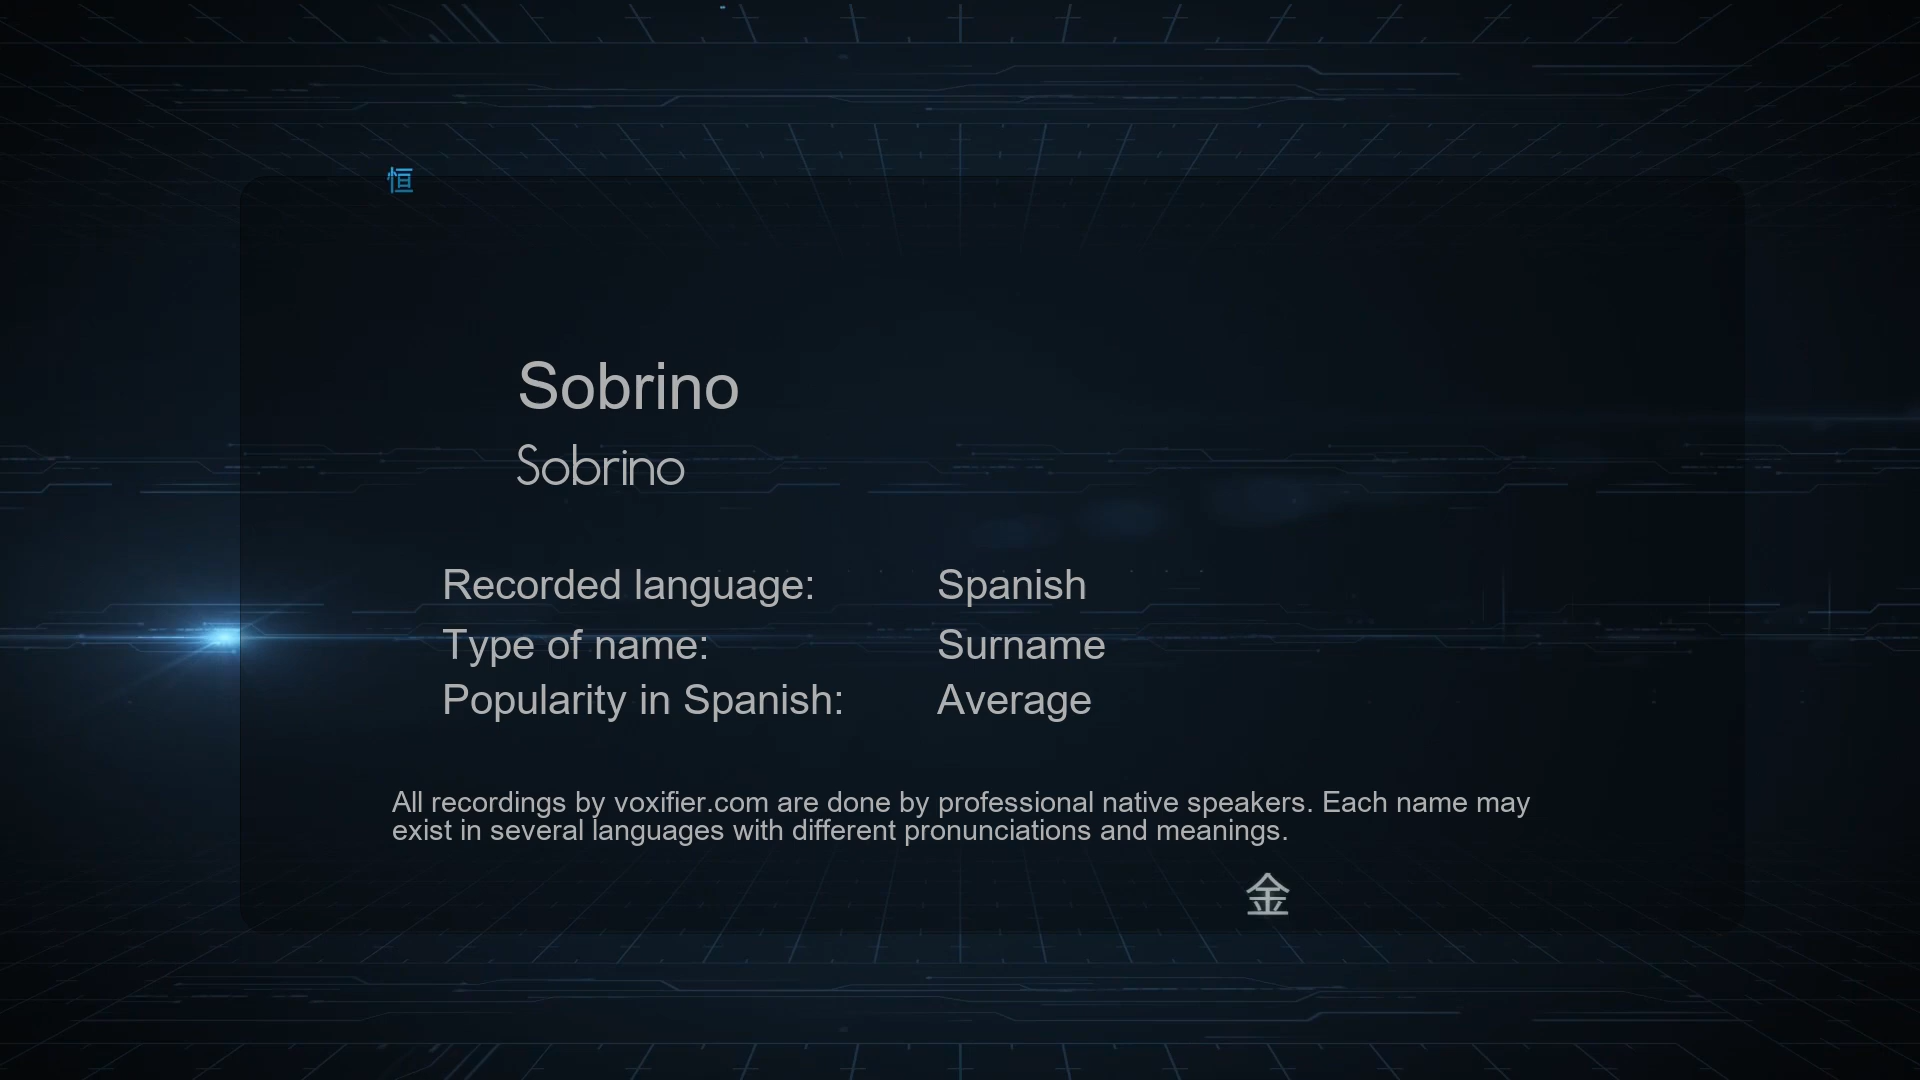 恒
Sobrino
Sobrino
Recorded language: Spanish
Type of name: Surname
Popularity in Spanish: Average
All recordings by voxifier.com are done by professional native speakers. Each name may
exist in several languages with different pronunciations and meanings.
金